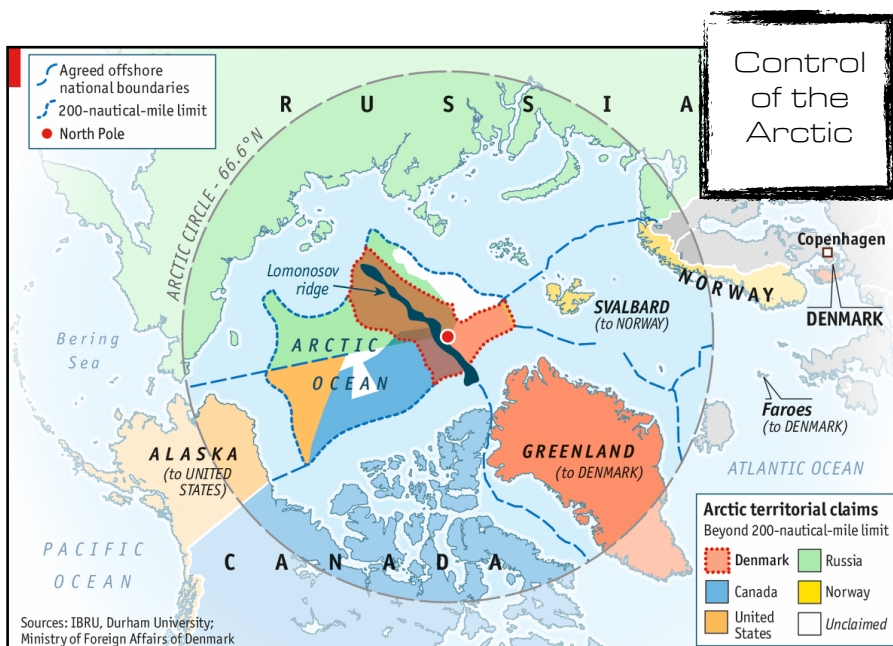 Control
of the
Arctic
Agreed offshore
national boundaries
200-nautical-mile limit
North Pole
R U S S I A
ARCTIC CIRCLE - 66.6°N
Lomonosov
ridge
Copenhagen
NORWAY
DENMARK
SVALBARD
(to NORWAY)
Bering
Sea
ARCTIC
OCEAN
Faroes
(to DENMARK)
ALASKA
(to UNITED
STATES)
GREENLAND
(to DENMARK)
ATLANTIC OCEAN
PACIFIC
OCEAN
C A N A D A
Arctic territorial claims
Beyond 200-nautical-mile limit
Denmark
Russia
Canada
Norway
United
States
Unclaimed
Sources: IBRU, Durham University;
Ministry of Foreign Affairs of Denmark